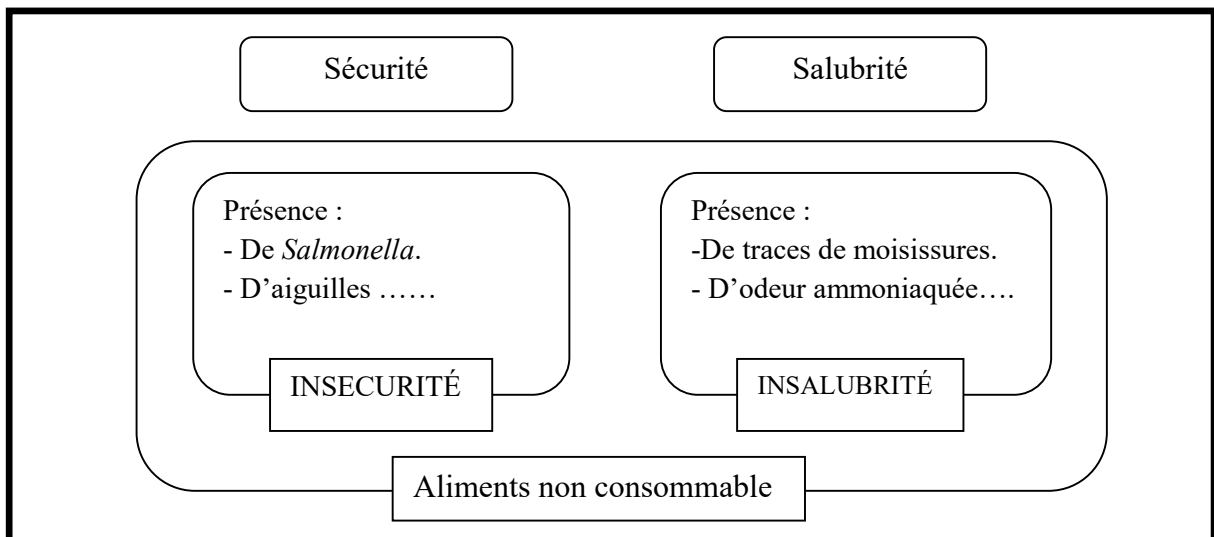 Sécurité
Salubrité
Présence :
- De Salmonella.
- D’aiguilles ……
INSECURITÉ
Présence :
-De traces de moisissures.
- D’odeur ammoniaquée….
INSALUBRITÉ
Aliments non consommable